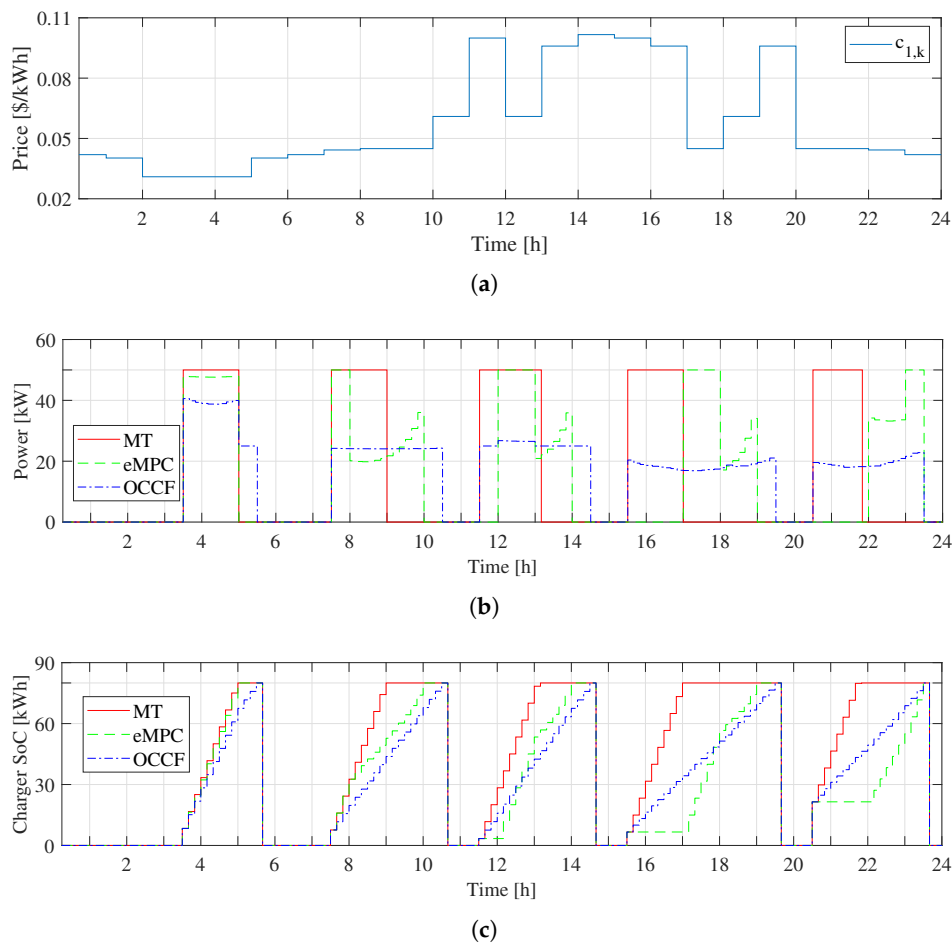 0.11
0.08
0.05
0.02
Price [$/kWh]
c1,k
2 4 6 8 10 12 14 16 18 20 22 24
Time [h]
(a)
60
40
20
0
Power [kW]
MT
eMPC
OCCF
2 4 6 8 10 12 14 16 18 20 22 24
Time [h]
(b)
90
60
30
0
Charger SoC [kWh]
MT
eMPC
OCCF
2 4 6 8 10 12 14 16 18 20 22 24
Time [h]
(c)